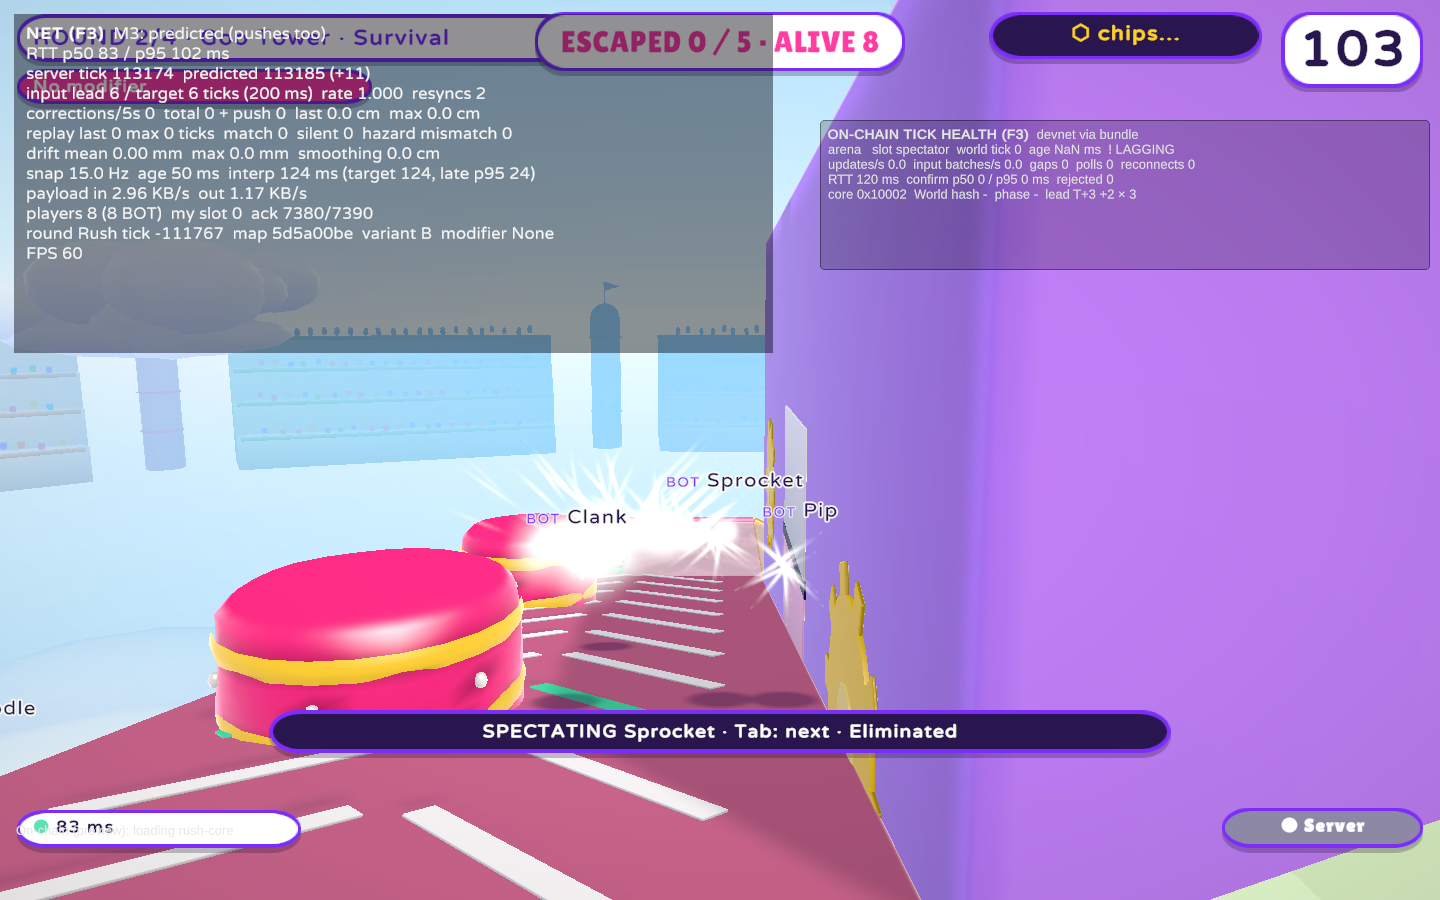 NET (F3) M3: predicted (pushes too)
RTT p50 83 / p95 102 ms
server tick 113174 predicted 113185 (+11)
input lead 6 / target 6 ticks (200 ms) rate 1.000 resyncs 2
corrections/5s 0 total 0 + push 0 last 0.0 cm max 0.0 cm
replay last 0 max 0 ticks match 0 silent 0 hazard mismatch 0
drift mean 0.00 mm max 0.0 mm smoothing 0.0 cm
snap 15.0 Hz age 50 ms interp 124 ms (target 124, late p95 24)
payload in 2.96 KB/s out 1.17 KB/s
players 8 (8 BOT) my slot 0 ack 7380/7390
round Rush tick -111767 map 5d5a00be variant B modifier None
FPS 60
Tower · Survival
No modifier
ESCAPED 0 / 5 · ALIVE 8
chips...
103
ON-CHAIN TICK HEALTH (F3) devnet via bundle
arena slot spectator world tick 0 age NaN ms ! LAGGING
updates/s 0.0 input batches/s 0.0 gaps 0 polls 0 reconnects 0
RTT 120 ms confirm p50 0 / p95 0 ms rejected 0
core 0x10002 World hash - phase - lead T+3 +2 × 3
BOT Sprocket
BOT Pip
BOT Clank
dle
SPECTATING Sprocket · Tab: next · Eliminated
83 ms
loading rush-core
Server